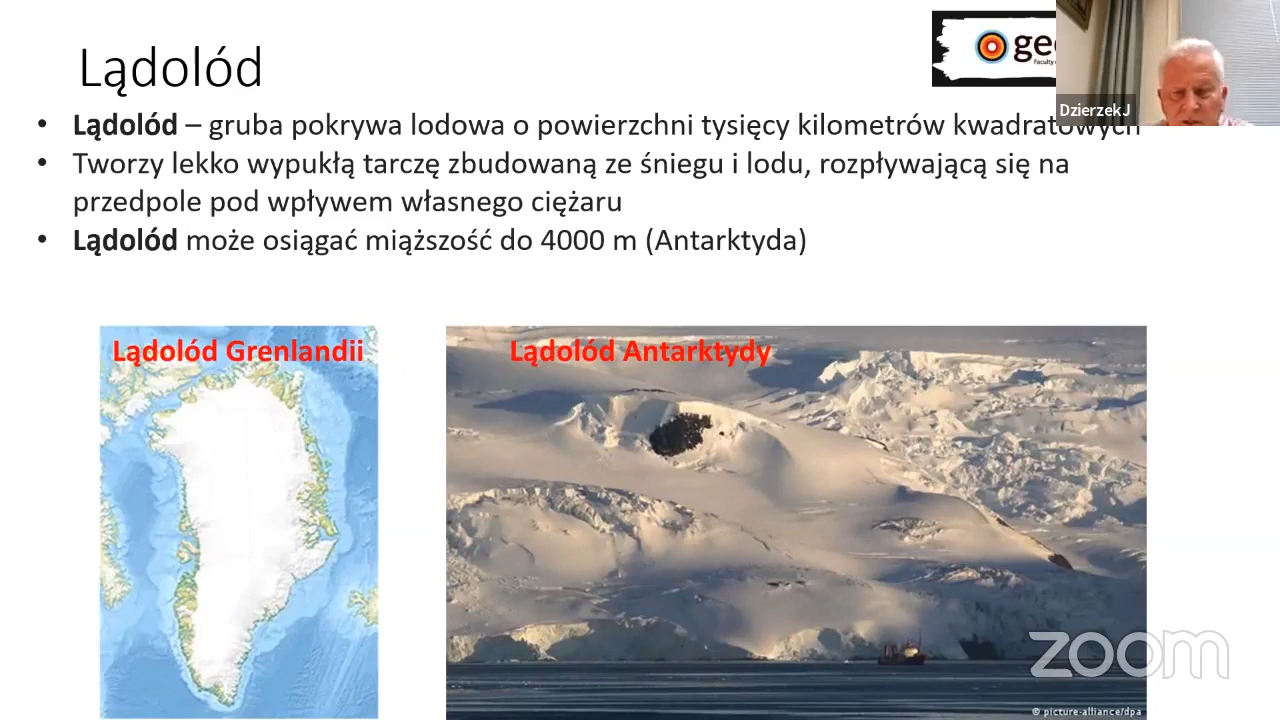 Lądolód
geo
Faculty
DzierzekJ
• Lądolód – gruba pokrywa lodowa o powierzchni tysięcy kilometrów kwadratowych
• Tworzy lekko wypukłą tarczę zbudowaną ze śniegu i lodu, rozpływającą się na
przedpole pod wpływem własnego ciężaru
• Lądolód może osiągać miąższość do 4000 m (Antarktyda)
Lądolód Grenlandii
Lądolód Antarktydy
zoom
© picture-alliance/dpa